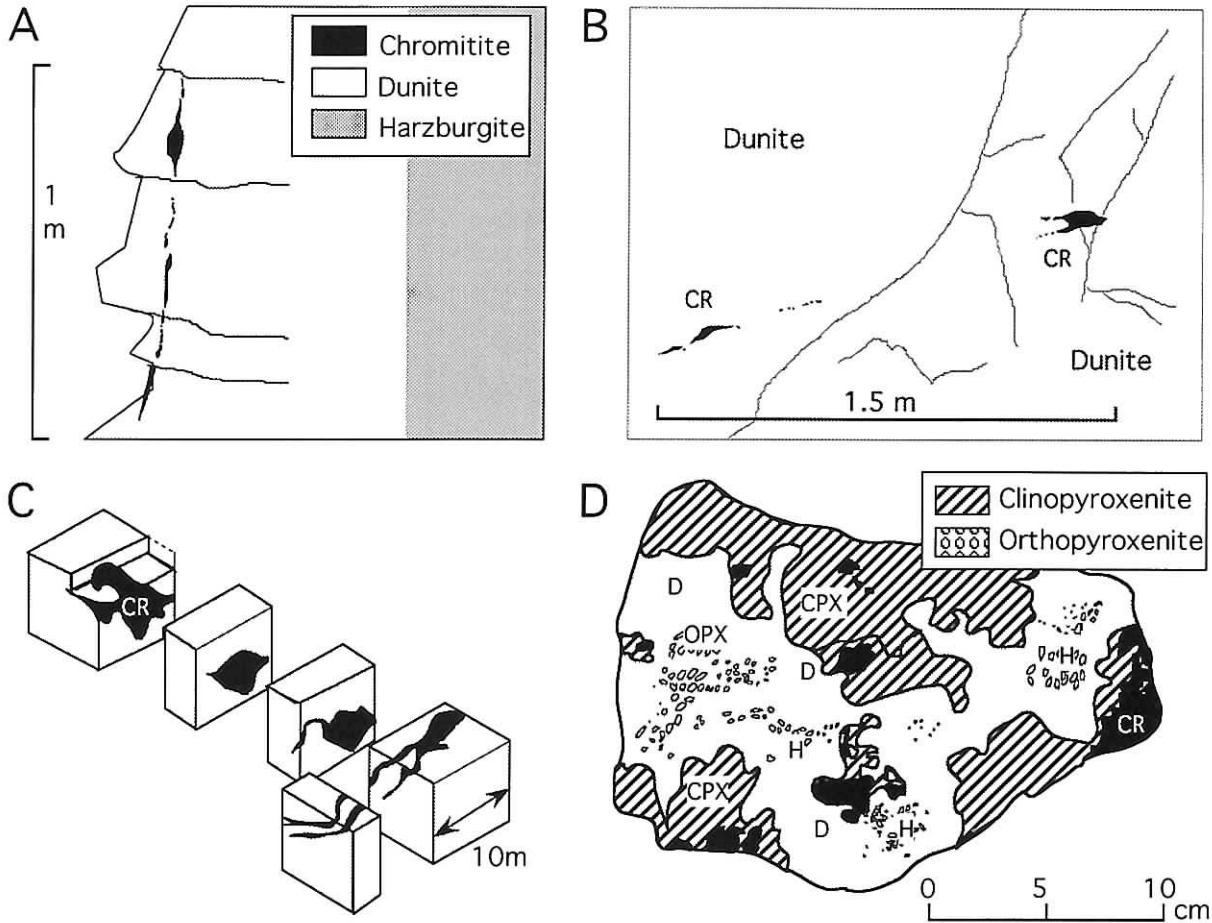 A
Chromitite
Dunite
Harzburgite
1
m
B
Dunite
CR
CR
Dunite
1.5 m
C
CR
10m
D
Clinopyroxenite
Orthopyroxenite
D
CPX
OPX
D
H
CR
H
CPX
D
H
0 5 10
cm